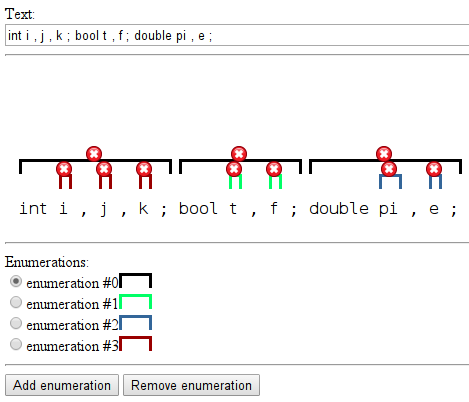 Text:
int i , j , k ; bool t , f ; double pi , e ;
int i , j , k ; bool t , f ; double pi , e ;
Enumerations:
enumeration #0
enumeration #1
enumeration #2
enumeration #3
Add enumeration Remove enumeration